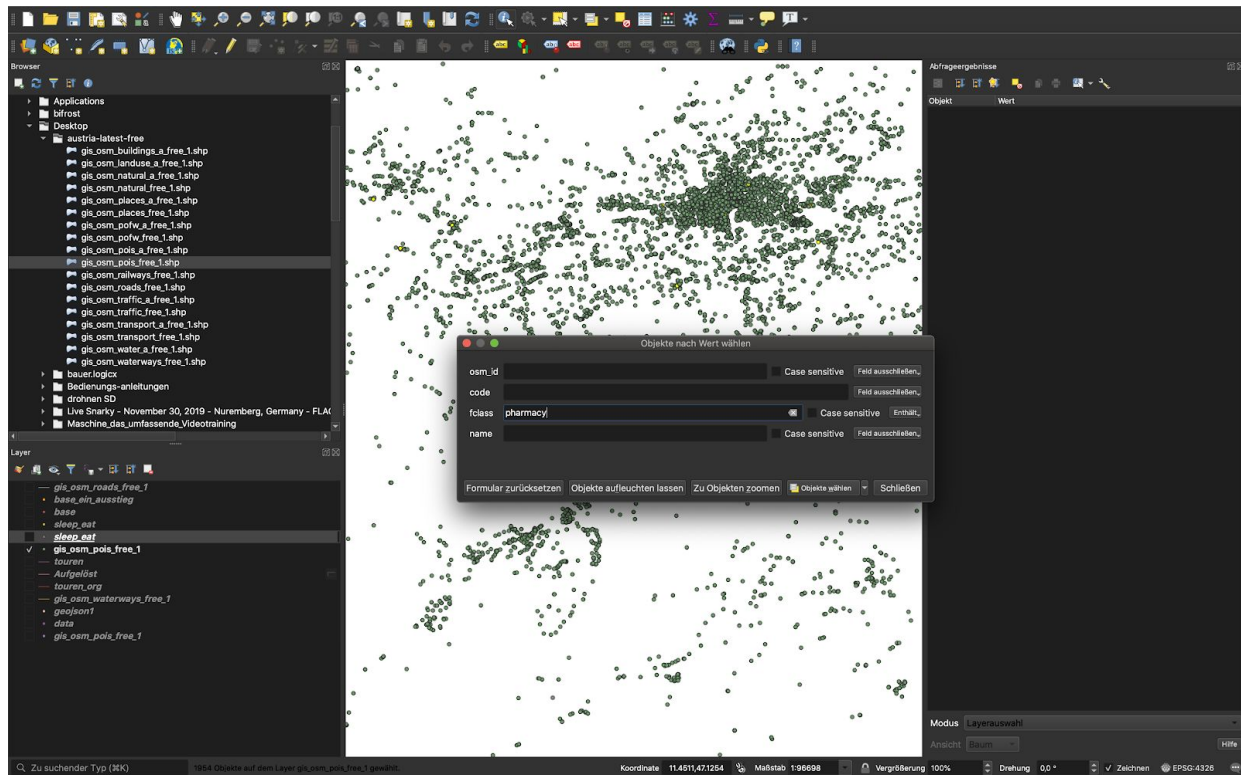 Browser
Applications
bifrost
Desktop
austria-latest-free
gis_osm_buildings_a_free_1.shp
gis_osm_landuse_a_free_1.shp
gis_osm_natural_a_free_1.shp
gis_osm_natural_free_1.shp
gis_osm_places_a_free_1.shp
gis_osm_places_free_1.shp
gis_osm_pofw_a_free_1.shp
gis_osm_pofw_free_1.shp
gis_osm_pois_a_free_1.shp
gis_osm_pois_free_1.shp
gis_osm_railways_free_1.shp
gis_osm_roads_free_1.shp
gis_osm_traffic_a_free_1.shp
gis_osm_traffic_free_1.shp
gis_osm_transport_a_free_1.shp
gis_osm_transport_free_1.shp
gis_osm_water_a_free_1.shp
gis_osm_waterways_free_1.shp
bauer.logicx
Bedienungs-anleitungen
drohnen SD
Live Snarky - November 30, 2019 - Nuremberg, Germany - FLA
Maschine_das_umfassende_Videotraining
Layer
gis_osm_roads_free_1
base_ein_ausstieg
base
sleep_eat
sleep_eat
gis_osm_pois_free_1
touren
Aufgelöst
touren_org
gis_osm_waterways_free_1
geojson1
data
gis_osm_pois_free_1
Objekte nach Wert wählen
osm_id Case sensitive Feld ausschließen
code Feld ausschließen
fclass pharmacy Case sensitive Enthält
name Case sensitive Feld ausschließen
Formular zurücksetzen Objekte aufleuchten lassen Zu Objekten zoomen Objekte wählen Schließen
Abfrageergebnisse
Objekt Wert
Modus Layerauswahl
Ansicht Baum Hilfe
Zu suchender Typ (⌘K) 1954 Objekte auf dem Layer gis_osm_pois_free_1 gewählt. Koordinate 11.4511,47.1254 Maßstab 1:96698 Vergrößerung 100% Drehung 0,0 ° Zeichnen EPSG:4326